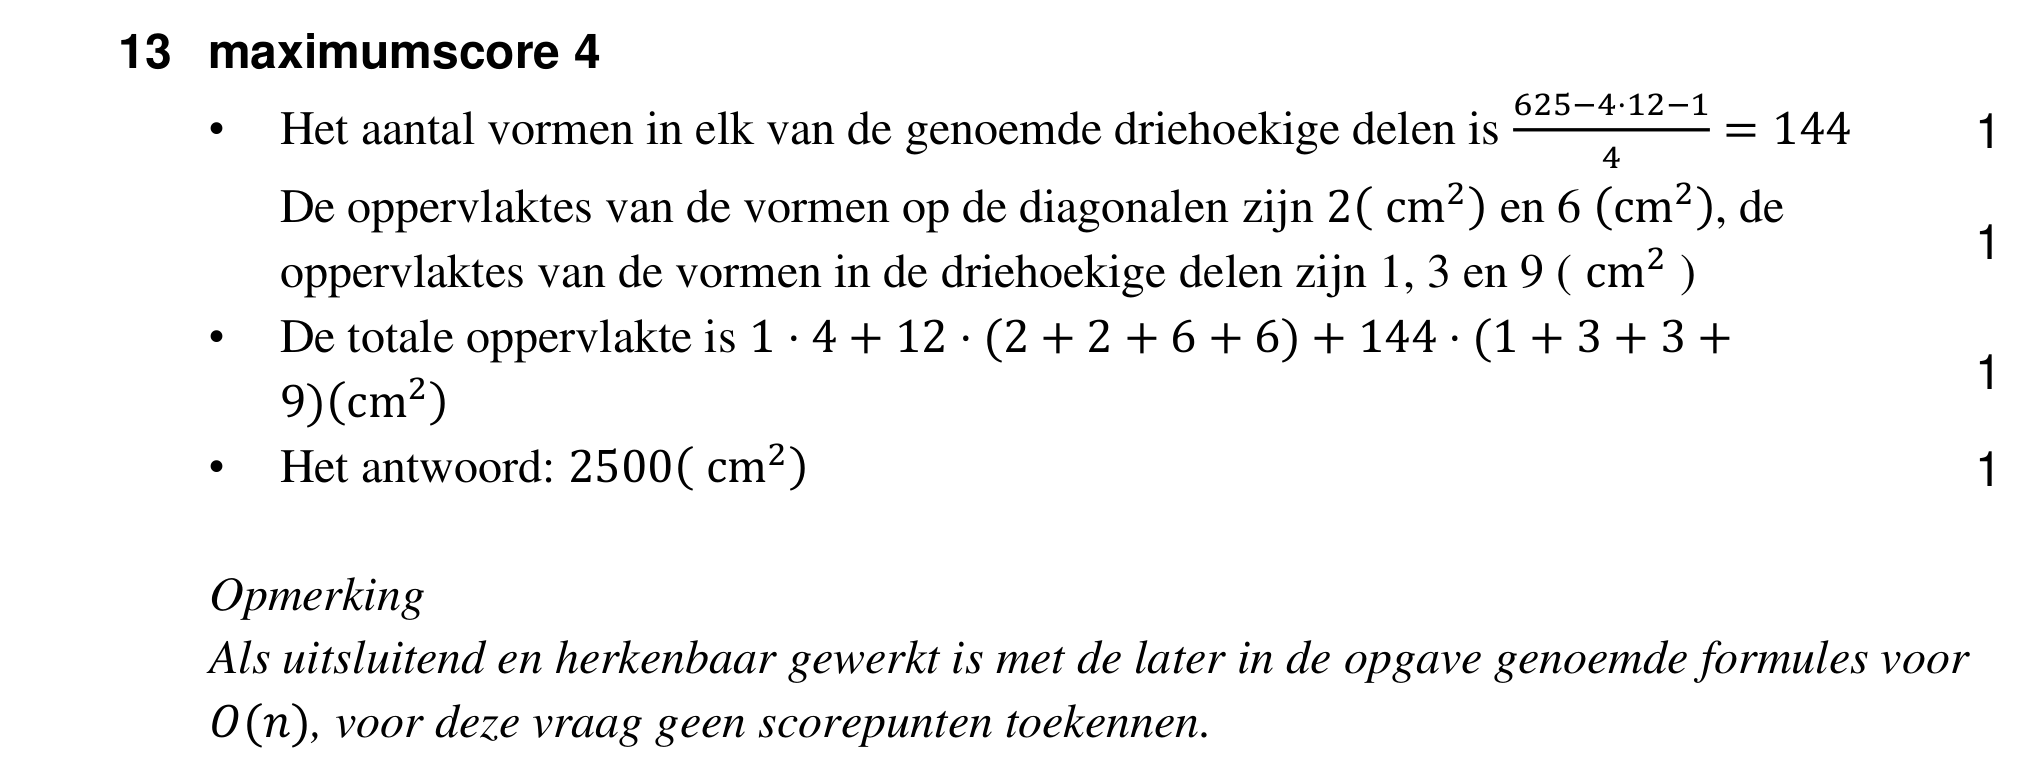 13 maximumscore 4
• Het aantal vormen in elk van de genoemde driehoekige delen is \frac{625−4·12−1}{4} = 144 1
De oppervlaktes van de vormen op de diagonalen zijn 2( cm²) en 6 (cm²), de
oppervlaktes van de vormen in de driehoekige delen zijn 1, 3 en 9 ( cm² ) 1
• De totale oppervlakte is 1 · 4 + 12 · (2 + 2 + 6 + 6) + 144 · (1 + 3 + 3 +
9)(cm²) 1
• Het antwoord: 2500( cm²) 1
Opmerking
Als uitsluitend en herkenbaar gewerkt is met de later in de opgave genoemde formules voor
O(n), voor deze vraag geen scorepunten toekennen.